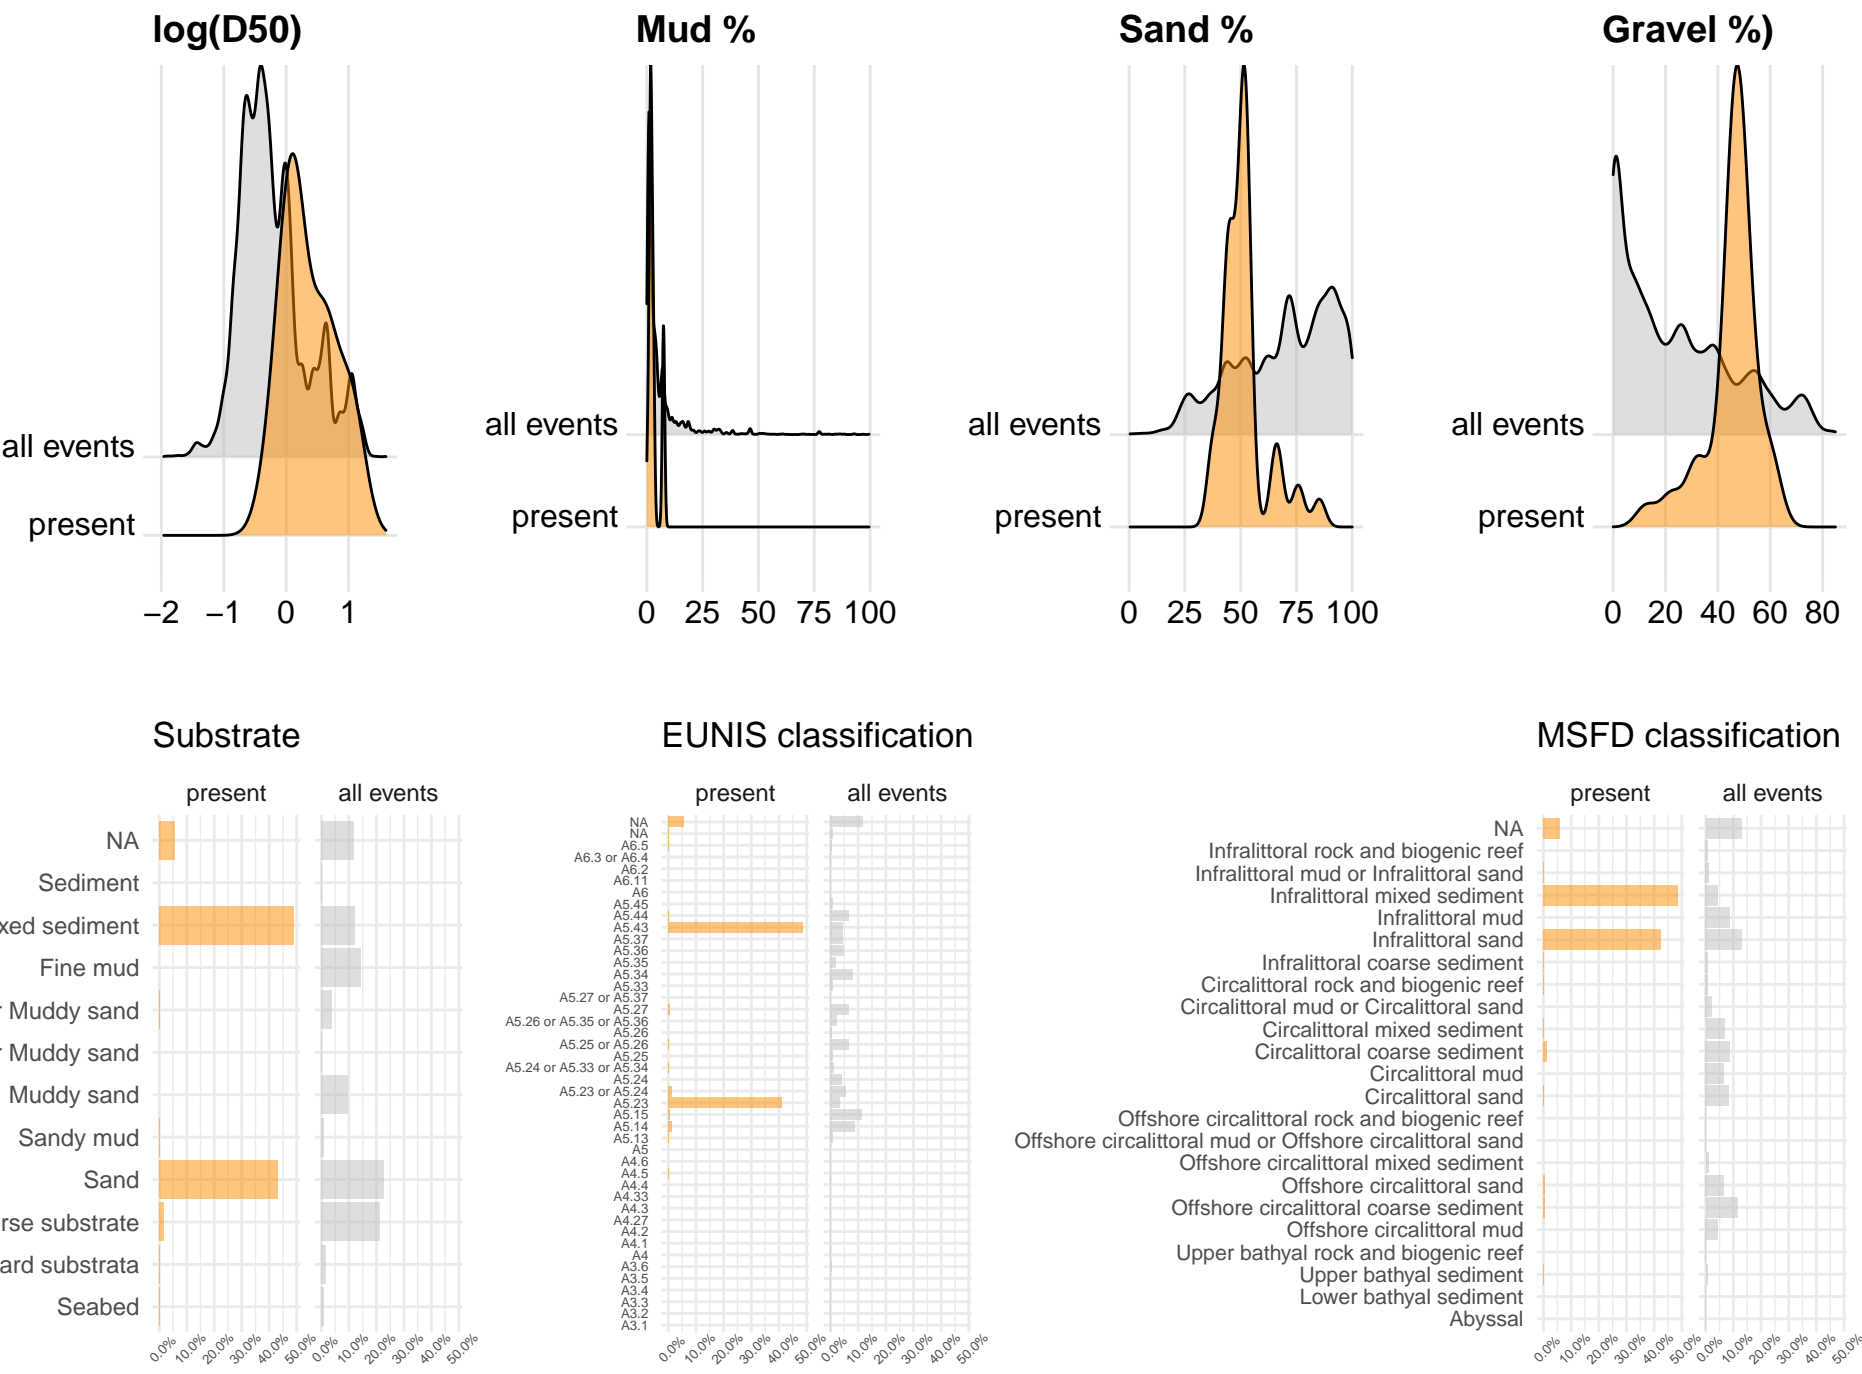 log(D50)
Mud %
Sand %
Gravel %)
all events
present
−2 −1 0 1
all events
present
0 25 50 75 100
all events
present
0 25 50 75 100
all events
present
0 20 40 60 80
Substrate
present all events
NA
Sediment
xed sediment
Fine mud
r Muddy sand
r Muddy sand
Muddy sand
Sandy mud
Sand
rse substrate
ard substrata
Seabed
0.0% 10.0% 20.0% 30.0% 40.0% 50.0% 0.0% 10.0% 20.0% 30.0% 40.0% 50.0%
EUNIS classification
present all events
NA
NA
A6.5
A6.3 or A6.4
A6.2
A6.11
A6
A5.45
A5.44
A5.43
A5.37
A5.36
A5.35
A5.34
A5.33
A5.27 or A5.37
A5.27
A5.26 or A5.35 or A5.36
A5.26
A5.25 or A5.26
A5.25
A5.24 or A5.33 or A5.34
A5.24
A5.23 or A5.24
A5.23
A5.15
A5.14
A5.13
A5
A4.6
A4.5
A4.4
A4.33
A4.3
A4.27
A4.2
A4.1
A4
A3.6
A3.5
A3.4
A3.3
A3.2
A3.1
0.0% 10.0% 20.0% 30.0% 40.0% 50.0% 0.0% 10.0% 20.0% 30.0% 40.0% 50.0%
MSFD classification
present all events
NA
Infralittoral rock and biogenic reef
Infralittoral mud or Infralittoral sand
Infralittoral mixed sediment
Infralittoral mud
Infralittoral sand
Infralittoral coarse sediment
Circalittoral rock and biogenic reef
Circalittoral mud or Circalittoral sand
Circalittoral mixed sediment
Circalittoral coarse sediment
Circalittoral mud
Circalittoral sand
Offshore circalittoral rock and biogenic reef
Offshore circalittoral mud or Offshore circalittoral sand
Offshore circalittoral mixed sediment
Offshore circalittoral sand
Offshore circalittoral coarse sediment
Offshore circalittoral mud
Upper bathyal rock and biogenic reef
Upper bathyal sediment
Lower bathyal sediment
Abyssal
0.0% 10.0% 20.0% 30.0% 40.0% 50.0% 0.0% 10.0% 20.0% 30.0% 40.0% 50.0%